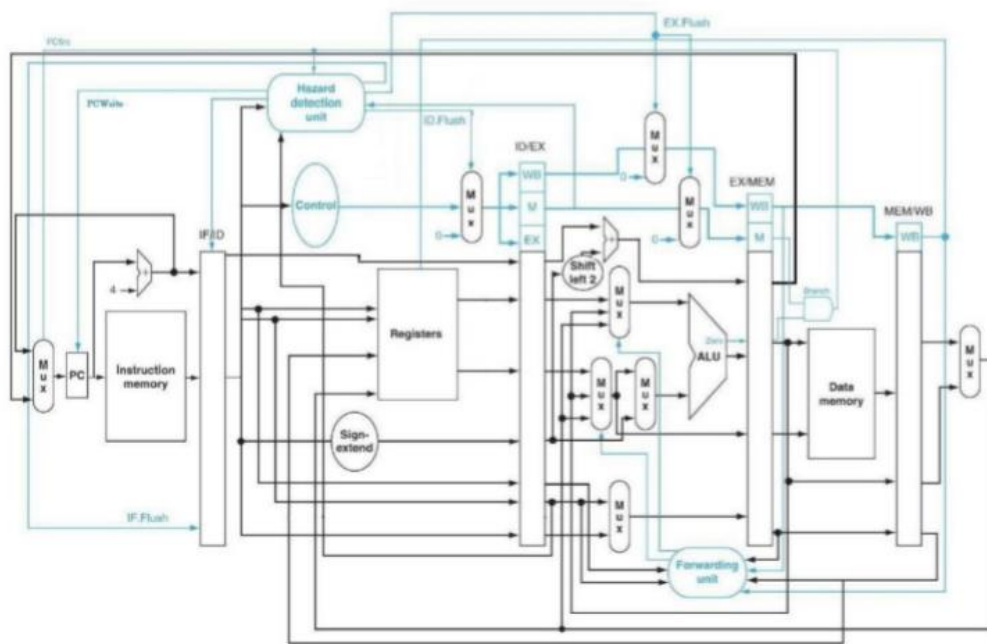 EX.Flush
PCSrc
Hazard
detection
unit
PCWrite
ID.Flush
ID/EX
M
u
x
0
WB
M
EX
Control
M
u
x
0
M
u
x
0
EX/MEM
WB
M
MEM/WB
WB
IF/ID
4
+
+
Shift
left 2
Branch
M
u
x
PC
Instruction
memory
Registers
M
u
x
M
u
x
M
u
x
Zero
ALU
Data
memory
M
u
x
Sign-
extend
M
u
x
IF.Flush
Forwarding
unit